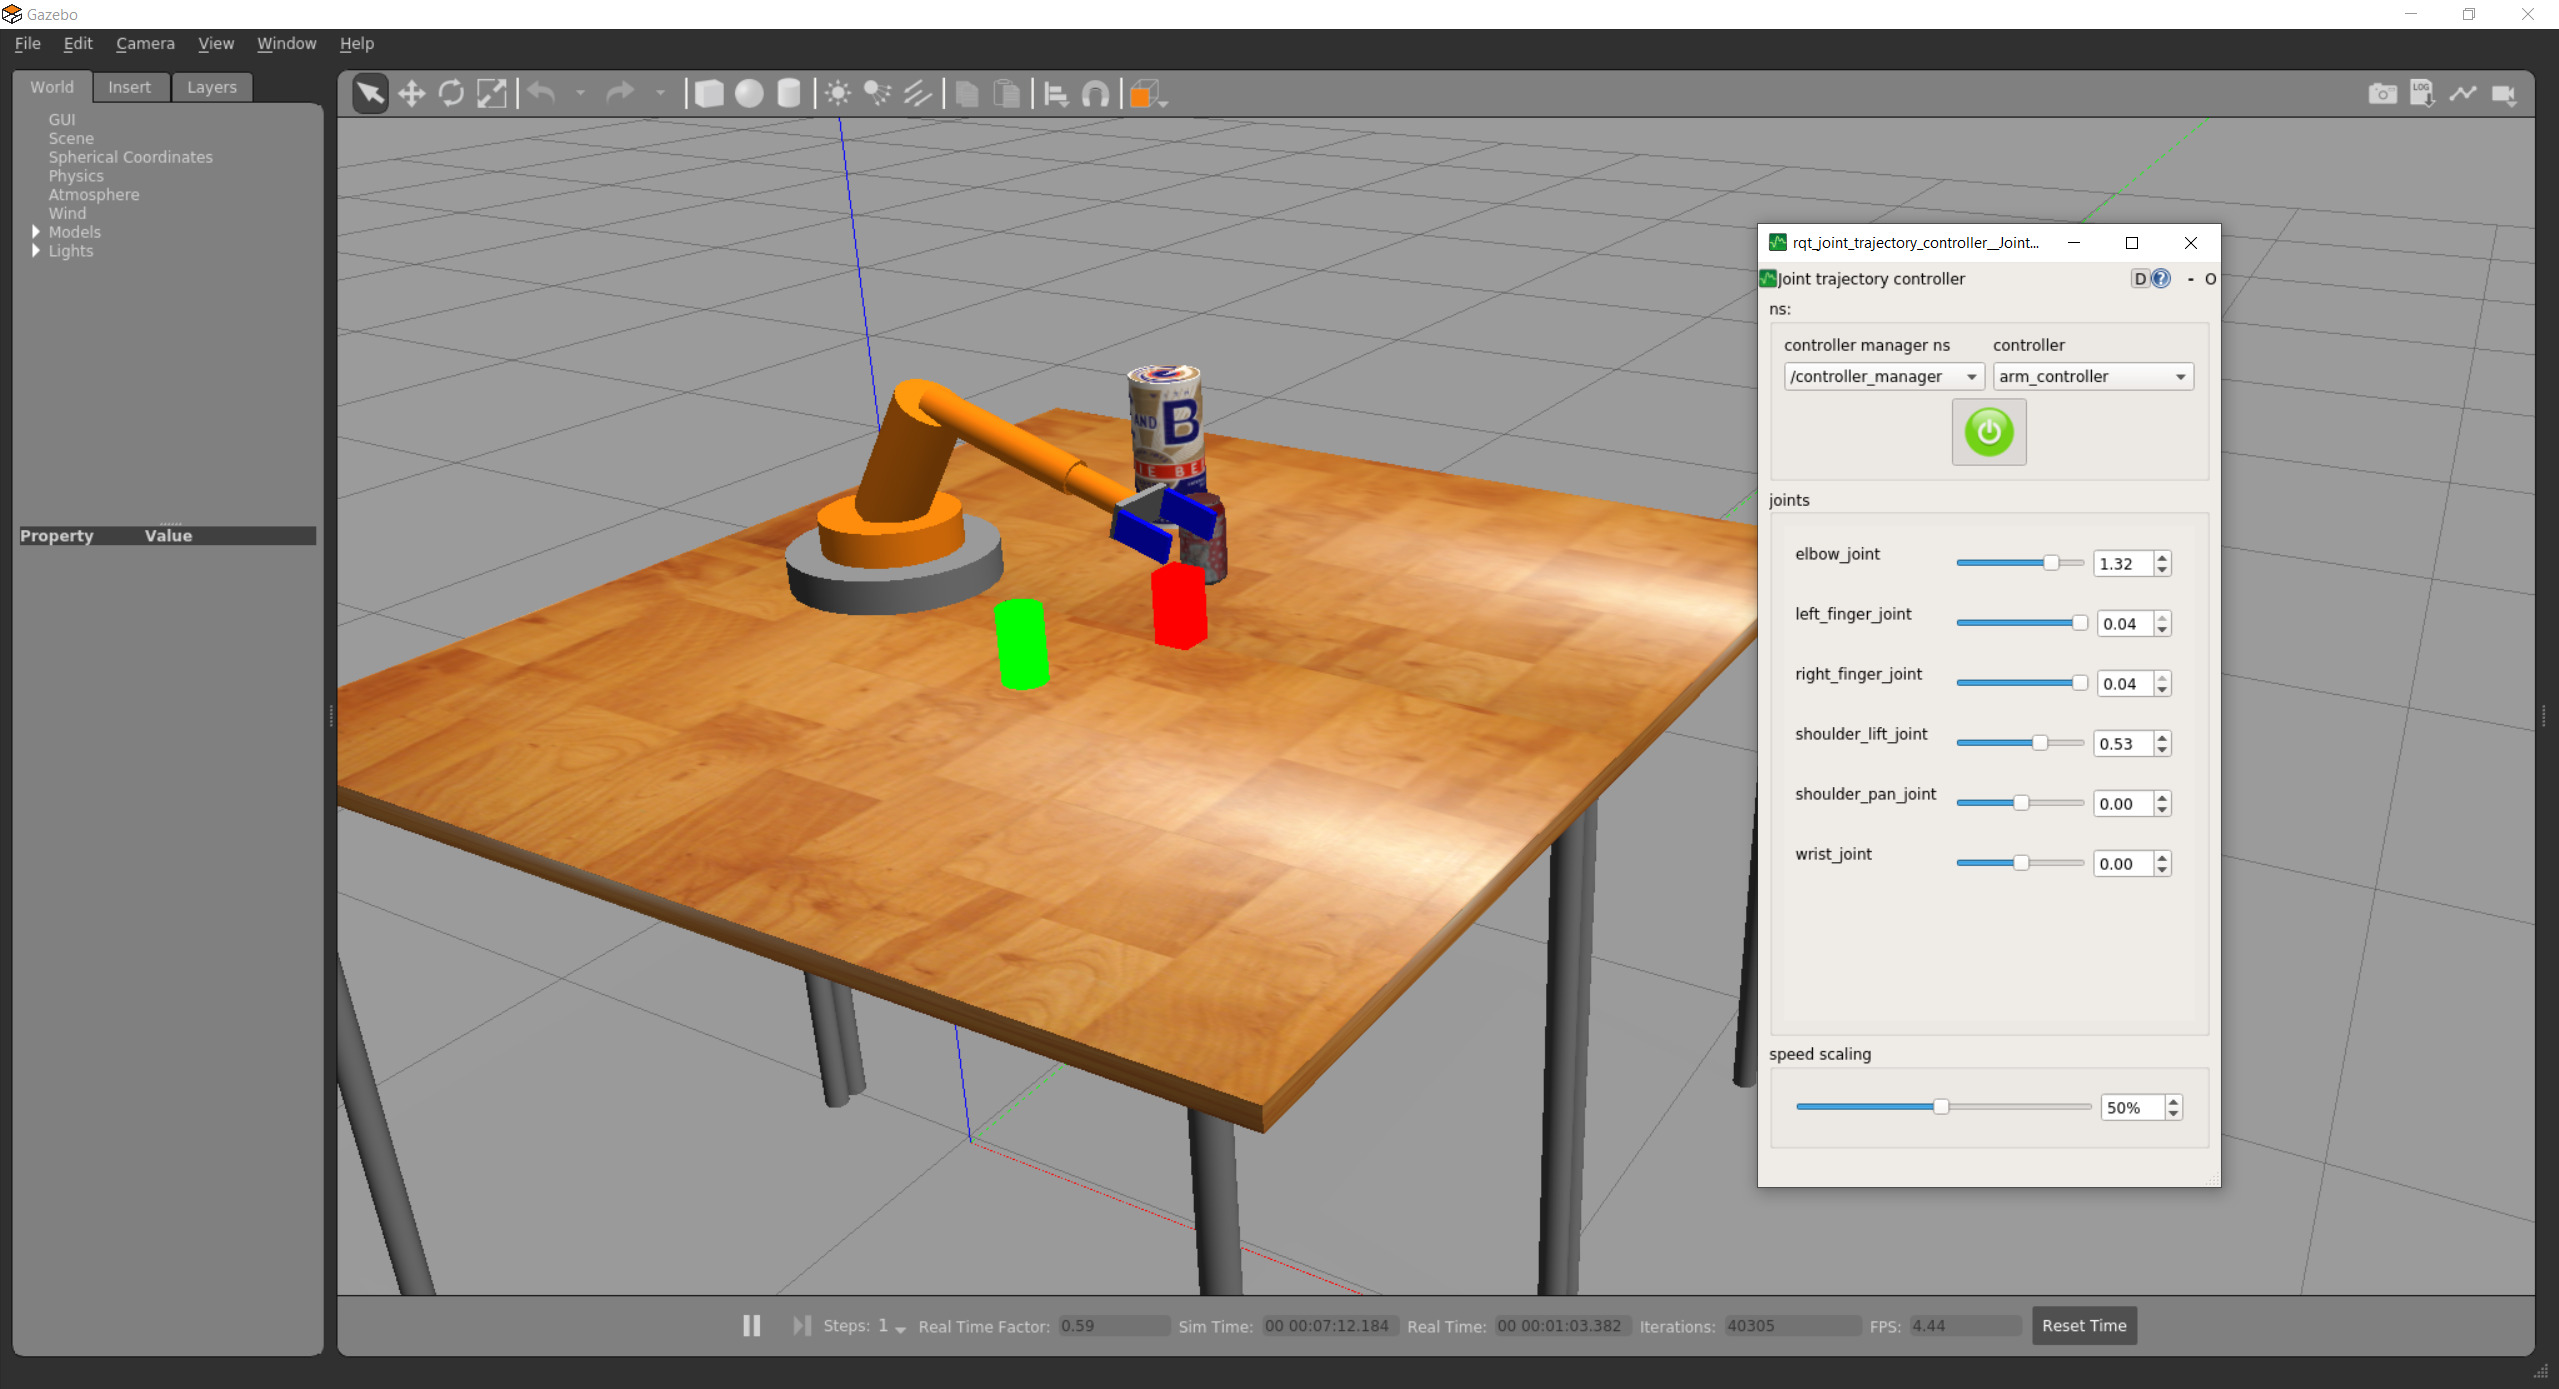 Gazebo
File Edit Camera View Window Help
World Insert Layers
GUI
Scene
Spherical Coordinates
Physics
Atmosphere
Wind
Models
Lights
Property Value
LOG
B
AND
IE BE
rqt_joint_trajectory_controller__Joint...
Joint trajectory controller
D ? - O
ns:
controller manager ns controller
/controller_manager arm_controller
joints
elbow_joint 1.32
left_finger_joint 0.04
right_finger_joint 0.04
shoulder_lift_joint 0.53
shoulder_pan_joint 0.00
wrist_joint 0.00
speed scaling
50%
Steps: 1 Real Time Factor: 0.59 Sim Time: 00 00:07:12.184 Real Time: 00 00:01:03.382 Iterations: 40305 FPS: 4.44 Reset Time